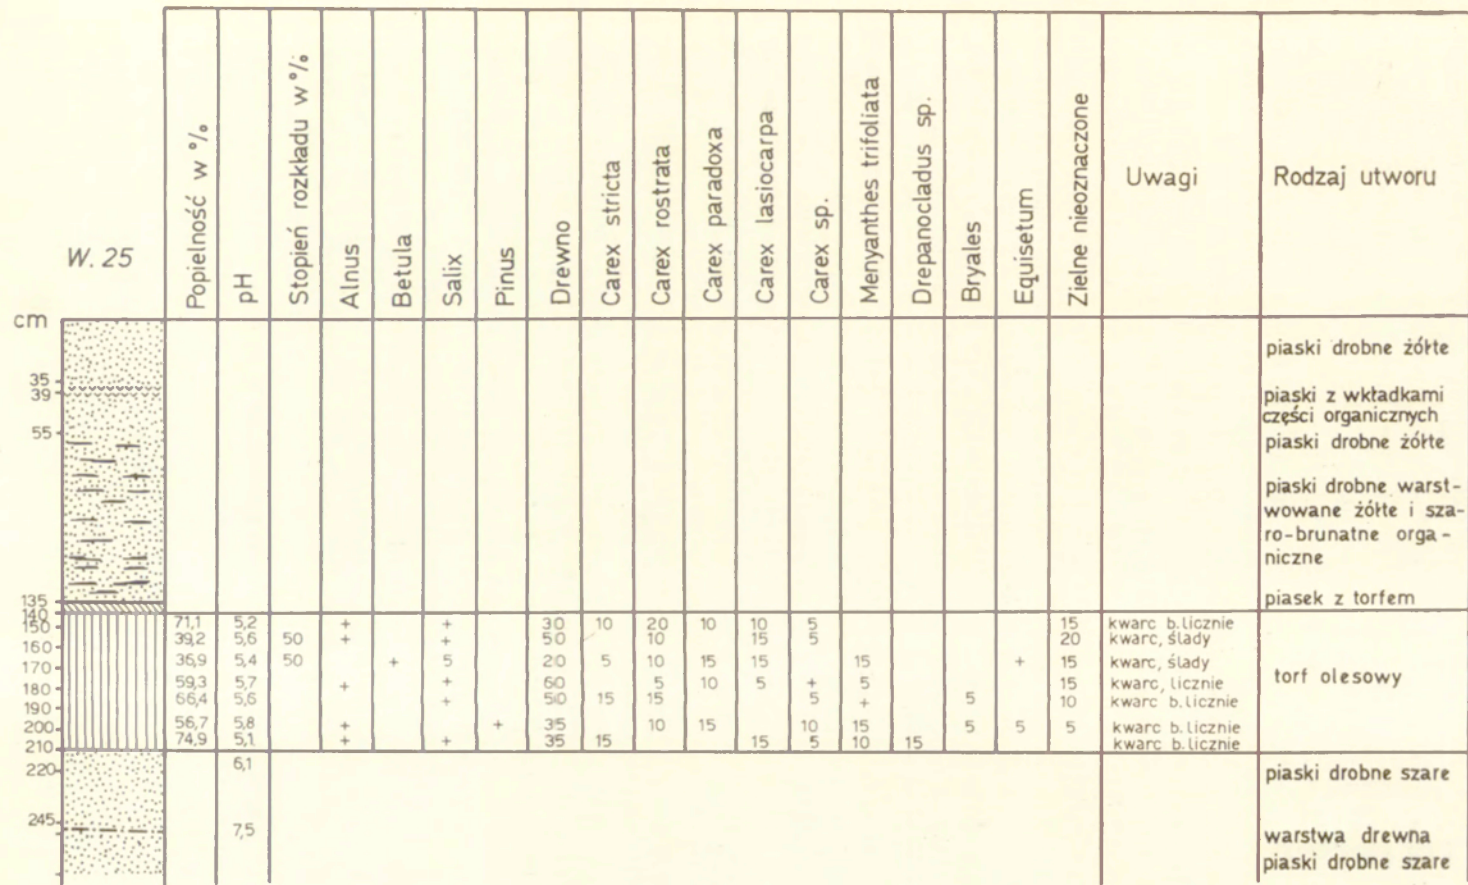 W. 25
Popielność w %
pH
Stopień rozkładu w %
Alnus
Betula
Salix
Pinus
Drewno
Carex stricta
Carex rostrata
Carex paradoxa
Carex lasiocarpa
Carex sp.
Menyanthes trifoliata
Drepanocladus sp.
Bryales
Equisetum
Zielne nieoznaczone
Uwagi
Rodzaj utworu
cm
piaski drobne żółte
35
39
piaski z wkładkami
części organicznych
55
piaski drobne żółte
piaski drobne warst-
wowane żółte i sza-
ro-brunatne orga-
niczne
135
piasek z torfem
140
150
71,1 5,2 + + 30 10 20 10 10 5 15 kwarc b. licznie
39,2 5,6 50 + + 50 10 15 5 20 kwarc, ślady
160
36,9 5,4 50 + 5 20 5 10 15 15 15 + 15 kwarc, ślady
170
torf olesowy
59,3 5,7 + + 60 5 10 5 + 5 15 kwarc, licznie
180
66,4 5,6 + 50 15 15 5 + 5 10 kwarc b. licznie
190
200 56,7 5,8 + + 35 10 15 10 15 5 5 5 kwarc b. licznie
74,9 5,1 + + 35 15 15 5 10 15 kwarc b. licznie
210
220 6,1 piaski drobne szare
245 7,5
warstwa drewna
piaski drobne szare